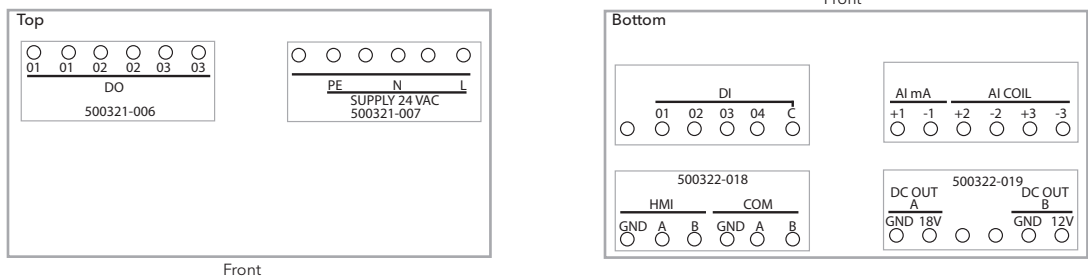 Top
01 01 02 02 03 03
DO
500321-006
PE N L
SUPPLY 24 VAC
500321-007
Front
Front
Bottom
DI
01 02 03 04 C
AI mA AI COIL
+1 -1 +2 -2 +3 -3
500322-018
HMI COM
GND A B GND A B
500322-019
DC OUT A DC OUT B
GND 18V GND 12V